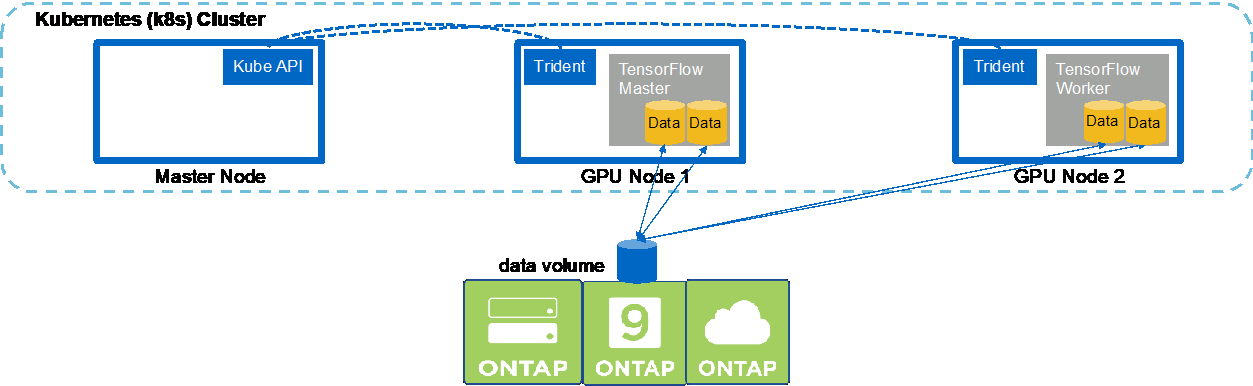 Kubernetes (k8s) Cluster
Kube API
Master Node
Trident
TensorFlow
Master
Data
Data
GPU Node 1
Trident
TensorFlow
Worker
Data
Data
GPU Node 2
data volume
ONTAP
9
ONTAP
ONTAP